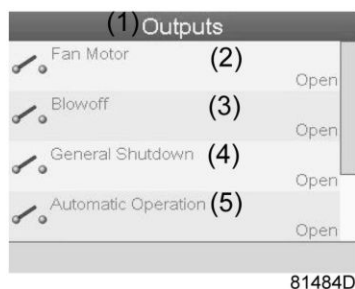 (1) Outputs
Fan Motor (2)
Open
Blowoff (3)
Open
General Shutdown (4)
Open
Automatic Operation (5)
Open
81484D